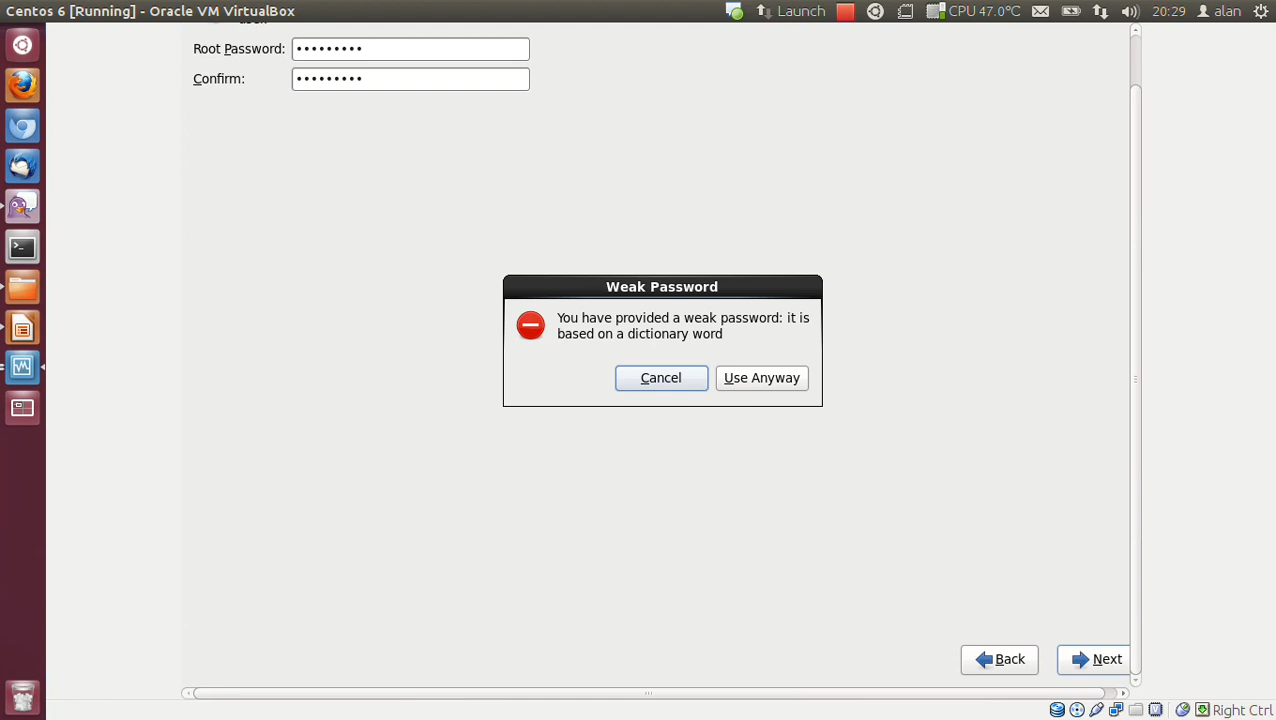 Centos 6 [Running] - Oracle VM VirtualBox
Launch
CPU 47.0°C
20:29
alan
Root Password: •••••••••
Confirm: •••••••••
Weak Password
You have provided a weak password: it is
based on a dictionary word
Cancel
Use Anyway
Back
Next
Right Ctrl